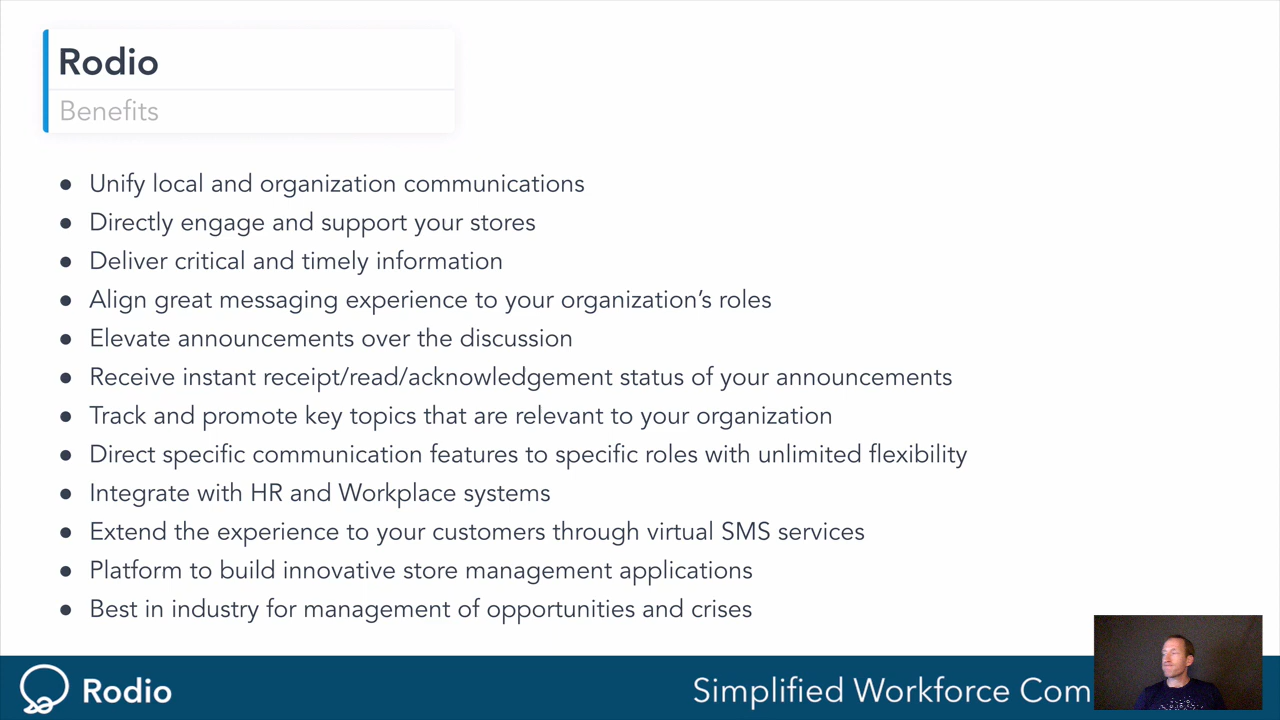 Rodio
Benefits
● Unify local and organization communications
● Directly engage and support your stores
● Deliver critical and timely information
● Align great messaging experience to your organization’s roles
● Elevate announcements over the discussion
● Receive instant receipt/read/acknowledgement status of your announcements
● Track and promote key topics that are relevant to your organization
● Direct specific communication features to specific roles with unlimited flexibility
● Integrate with HR and Workplace systems
● Extend the experience to your customers through virtual SMS services
● Platform to build innovative store management applications
● Best in industry for management of opportunities and crises
Rodio
Simplified Workforce Com